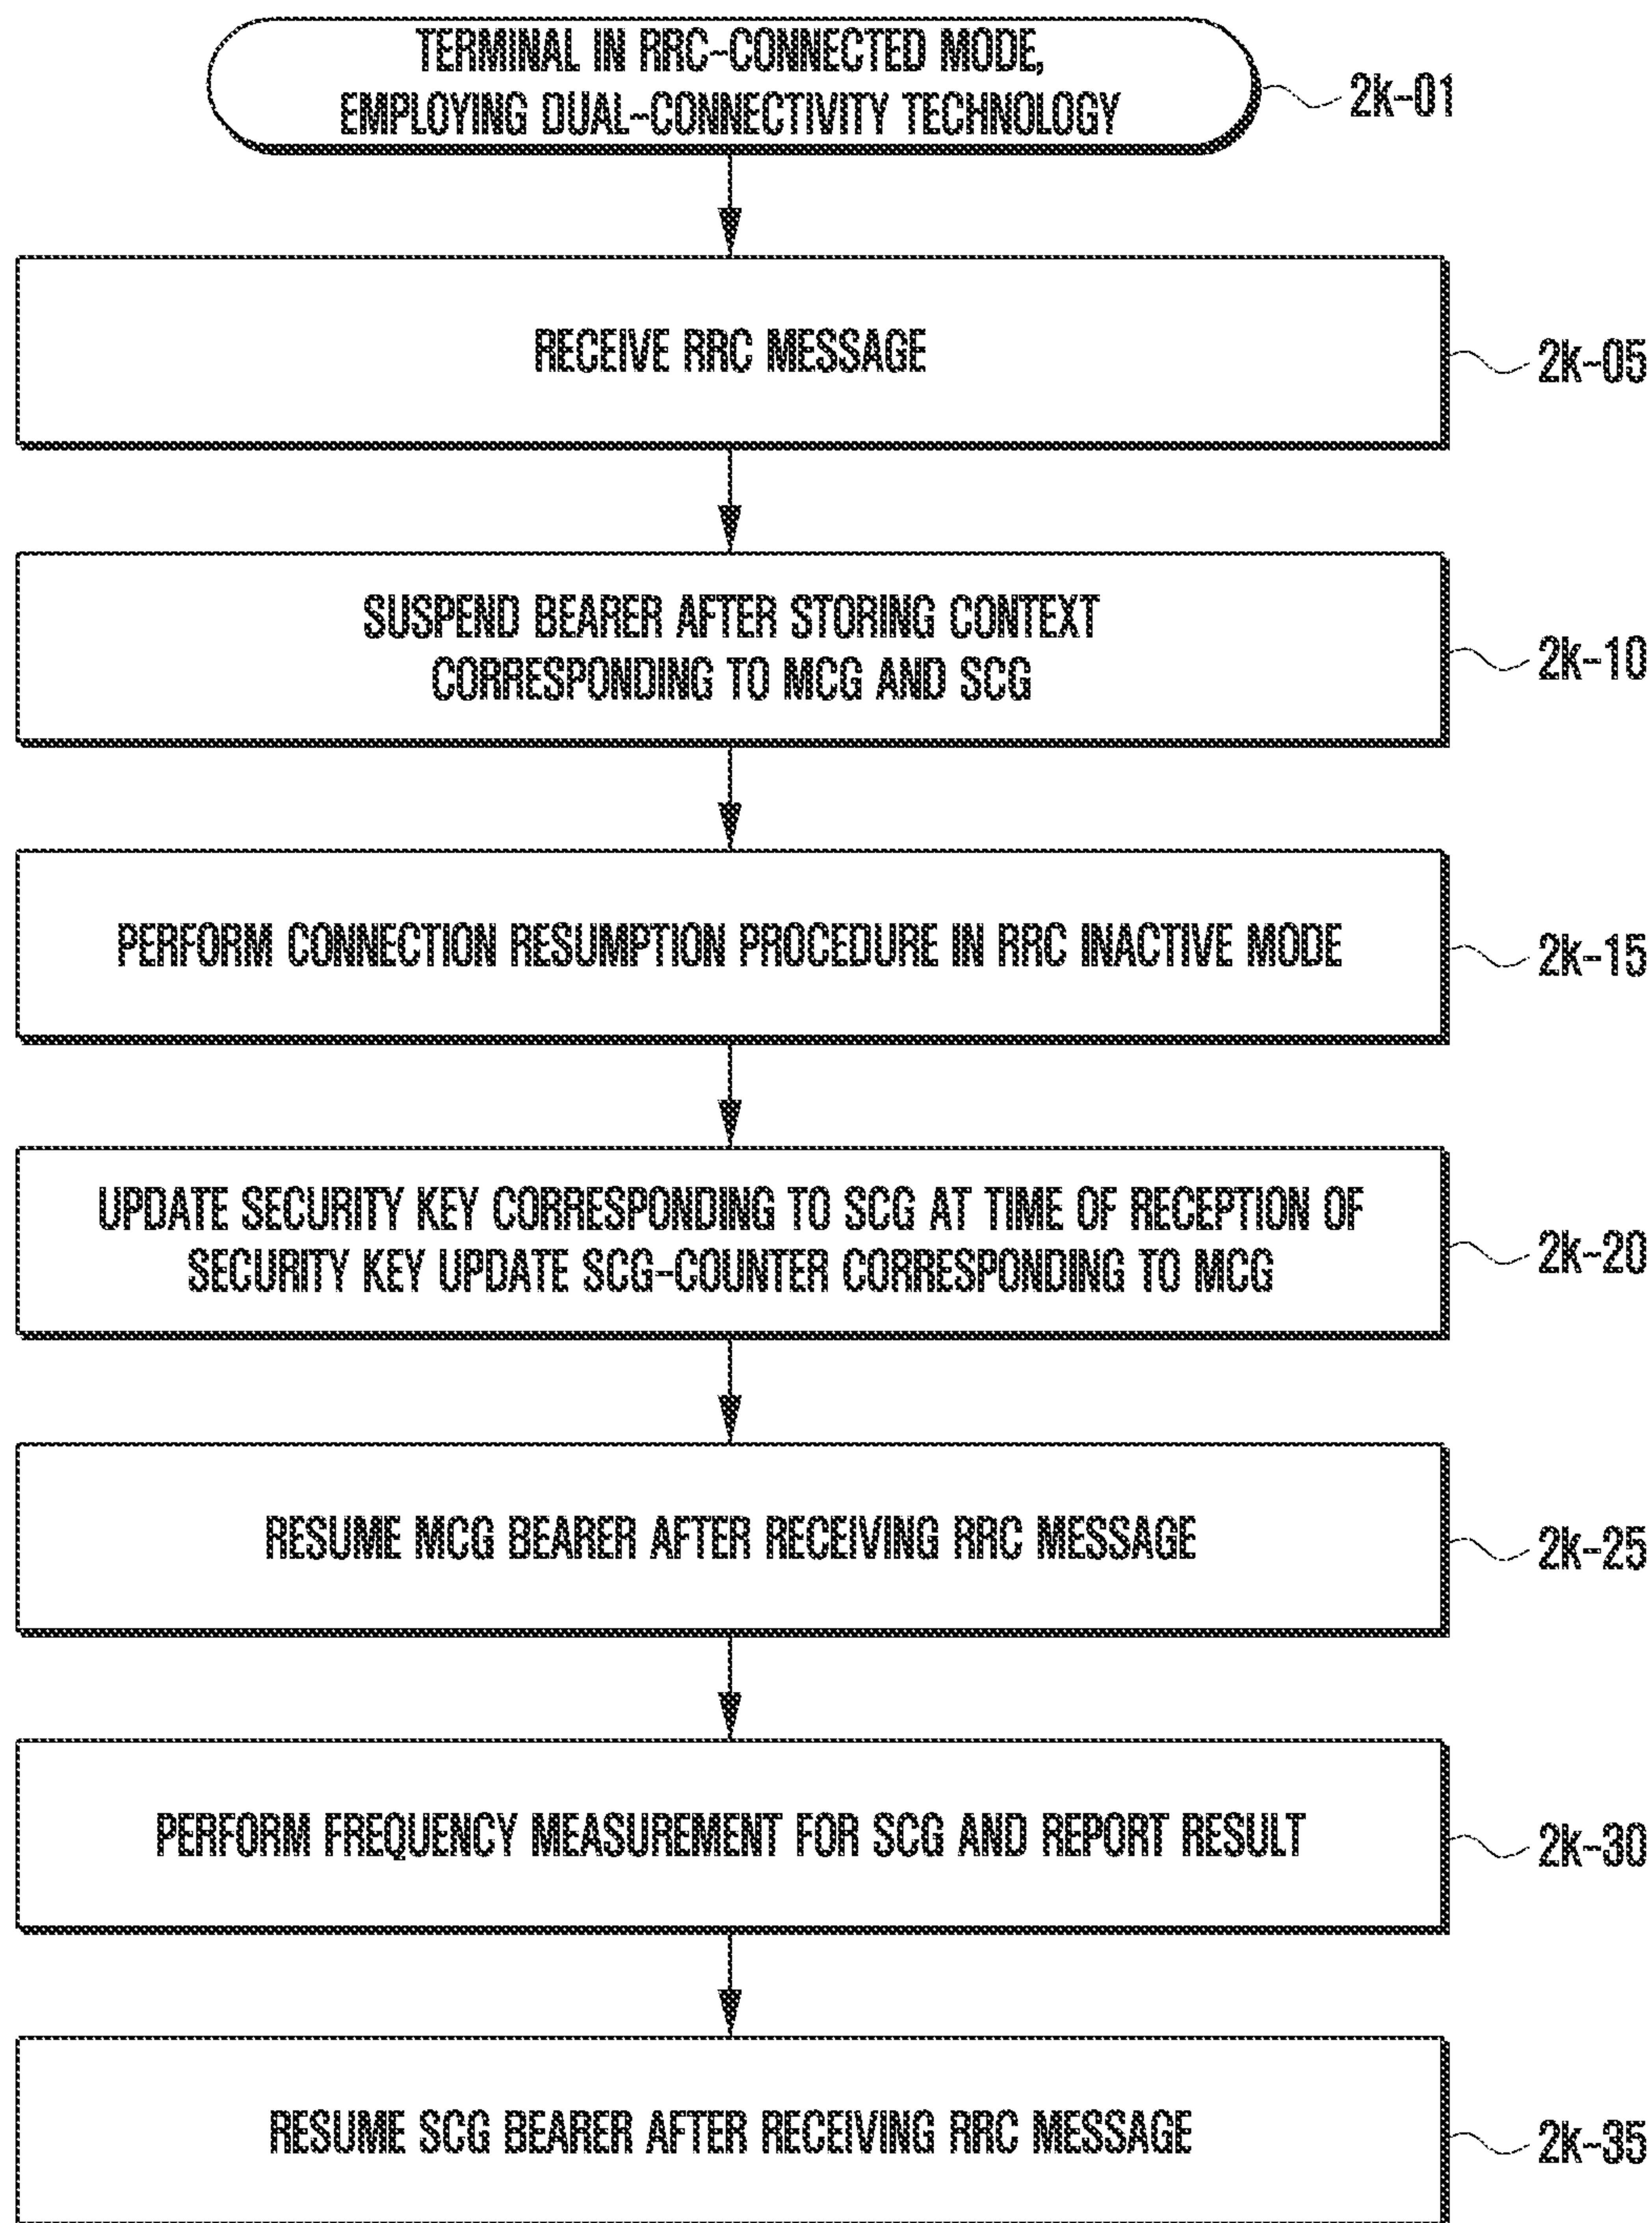 TERMINAL IN RRC-CONNECTED MODE,
EMPLOYING DUAL-CONNECTIVITY TECHNOLOGY
2k-01
RECEIVE RRC MESSAGE
2k-05
SUSPEND BEARER AFTER STORING CONTEXT
CORRESPONDING TO MCG AND SCG
2k-10
PERFORM CONNECTION RESUMPTION PROCEDURE IN RRC INACTIVE MODE
2k-15
UPDATE SECURITY KEY CORRESPONDING TO SCG AT TIME OF RECEPTION OF
SECURITY KEY UPDATE SCG-COUNTER CORRESPONDING TO MCG
2k-20
RESUME MCG BEARER AFTER RECEIVING RRC MESSAGE
2k-25
PERFORM FREQUENCY MEASUREMENT FOR SCG AND REPORT RESULT
2k-30
RESUME SCG BEARER AFTER RECEIVING RRC MESSAGE
2k-35